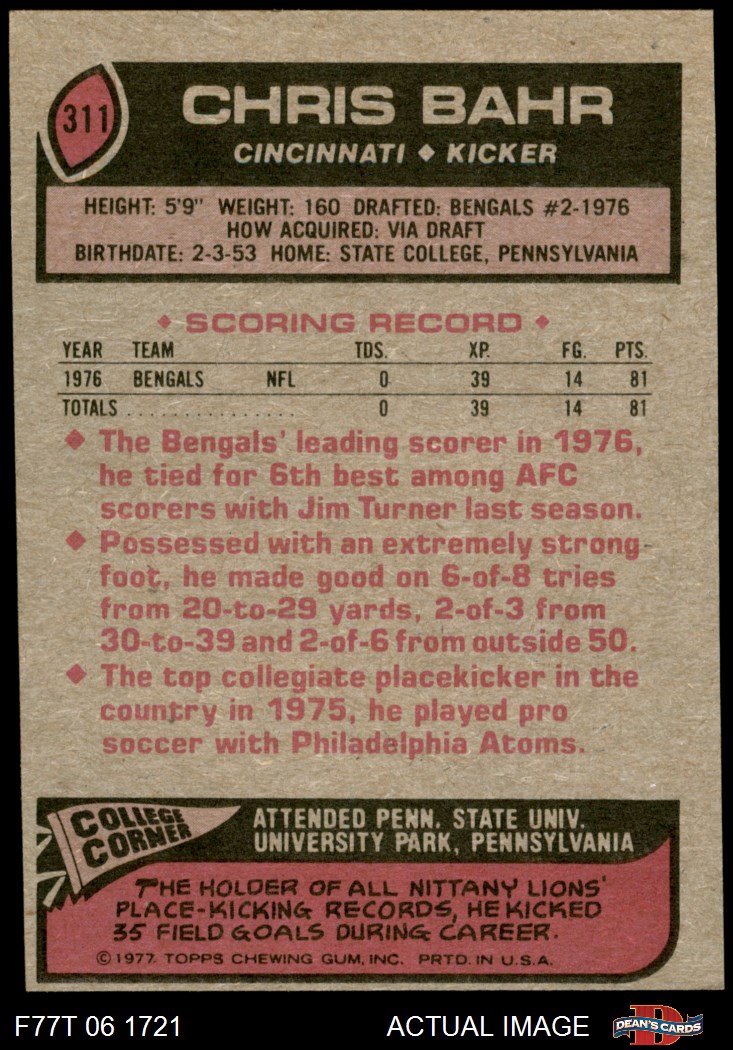 311
CHRIS BAHR
CINCINNATI ♦ KICKER
HEIGHT: 5'9" WEIGHT: 160 DRAFTED: BENGALS #2-1976
HOW ACQUIRED: VIA DRAFT
BIRTHDATE: 2-3-53 HOME: STATE COLLEGE, PENNSYLVANIA
♦ SCORING RECORD ♦
YEAR TEAM TDS. XP. FG. PTS.
1976 BENGALS NFL 0 39 14 81
TOTALS ................ 0 39 14 81
♦ The Bengals' leading scorer in 1976,
he tied for 6th best among AFC
scorers with Jim Turner last season.
♦ Possessed with an extremely strong
foot, he made good on 6-of-8 tries
from 20-to-29 yards, 2-of-3 from
30-to-39 and 2-of-6 from outside 50.
♦ The top collegiate placekicker in the
country in 1975, he played pro
soccer with Philadelphia Atoms.
COLLEGE
CORNER
ATTENDED PENN. STATE UNIV.
UNIVERSITY PARK, PENNSYLVANIA
THE HOLDER OF ALL NITTANY LIONS'
PLACE-KICKING RECORDS, HE KICKED
35 FIELD GOALS DURING CAREER.
© 1977 TOPPS CHEWING GUM, INC. PRTD. IN U.S.A.
F77T 06 1721 ACTUAL IMAGE D DEAN'S CARDS